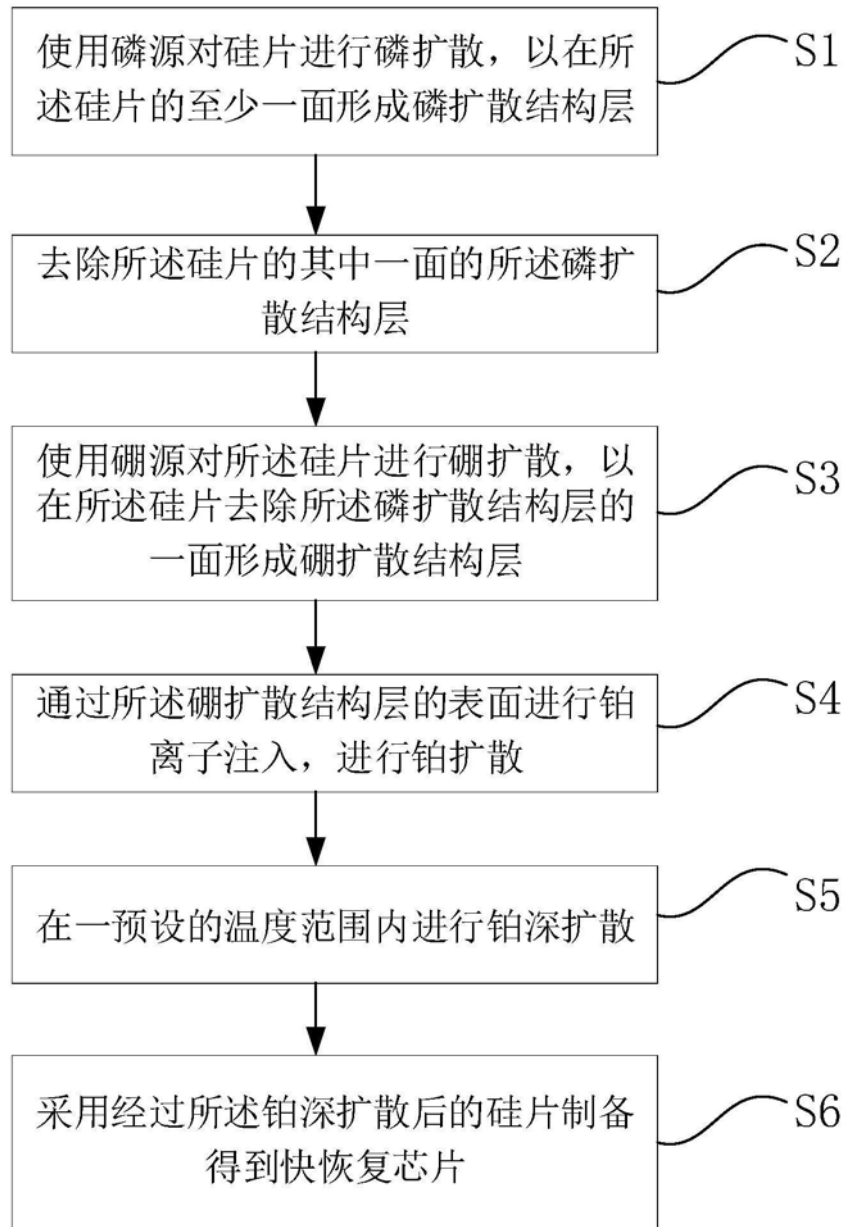 使用磷源对硅片进行磷扩散，以在所
述硅片的至少一面形成磷扩散结构层
S1
去除所述硅片的其中一面的所述磷扩
散结构层
S2
使用硼源对所述硅片进行硼扩散，以
在所述硅片去除所述磷扩散结构层的
一面形成硼扩散结构层
S3
通过所述硼扩散结构层的表面进行铂
离子注入，进行铂扩散
S4
在一预设的温度范围内进行铂深扩散
S5
采用经过所述铂深扩散后的硅片制备
得到快恢复芯片
S6